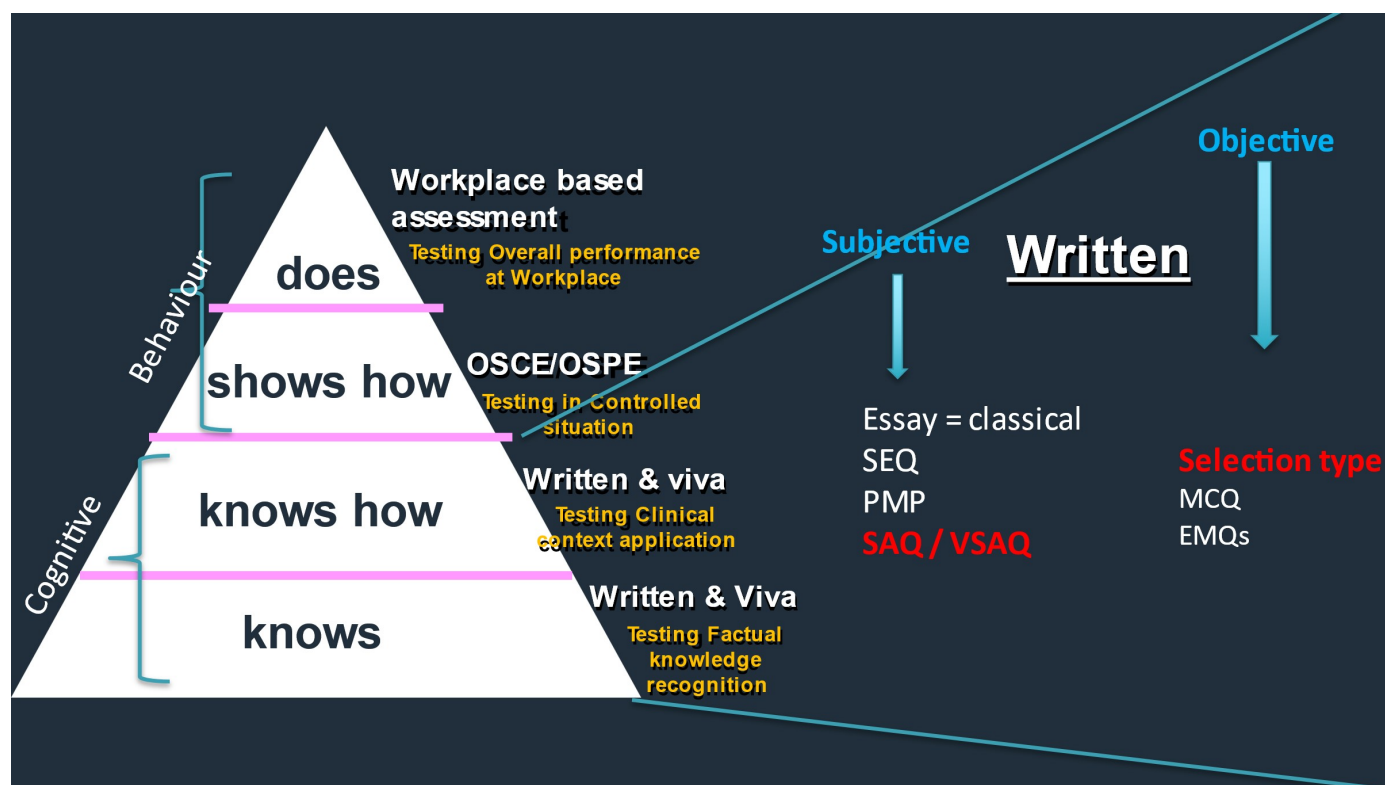 Behaviour
Cognitive
does
shows how
knows how
knows
Workplace based
assessment
Testing Overall performance
at Workplace
OSCE/OSPE
Testing in Controlled
situation
Written & viva
Testing Clinical
context application
Written & Viva
Testing Factual
knowledge
recognition
Written
Subjective
Essay = classical
SEQ
PMP
SAQ / VSAQ
Objective
Selection type
MCQ
EMQs